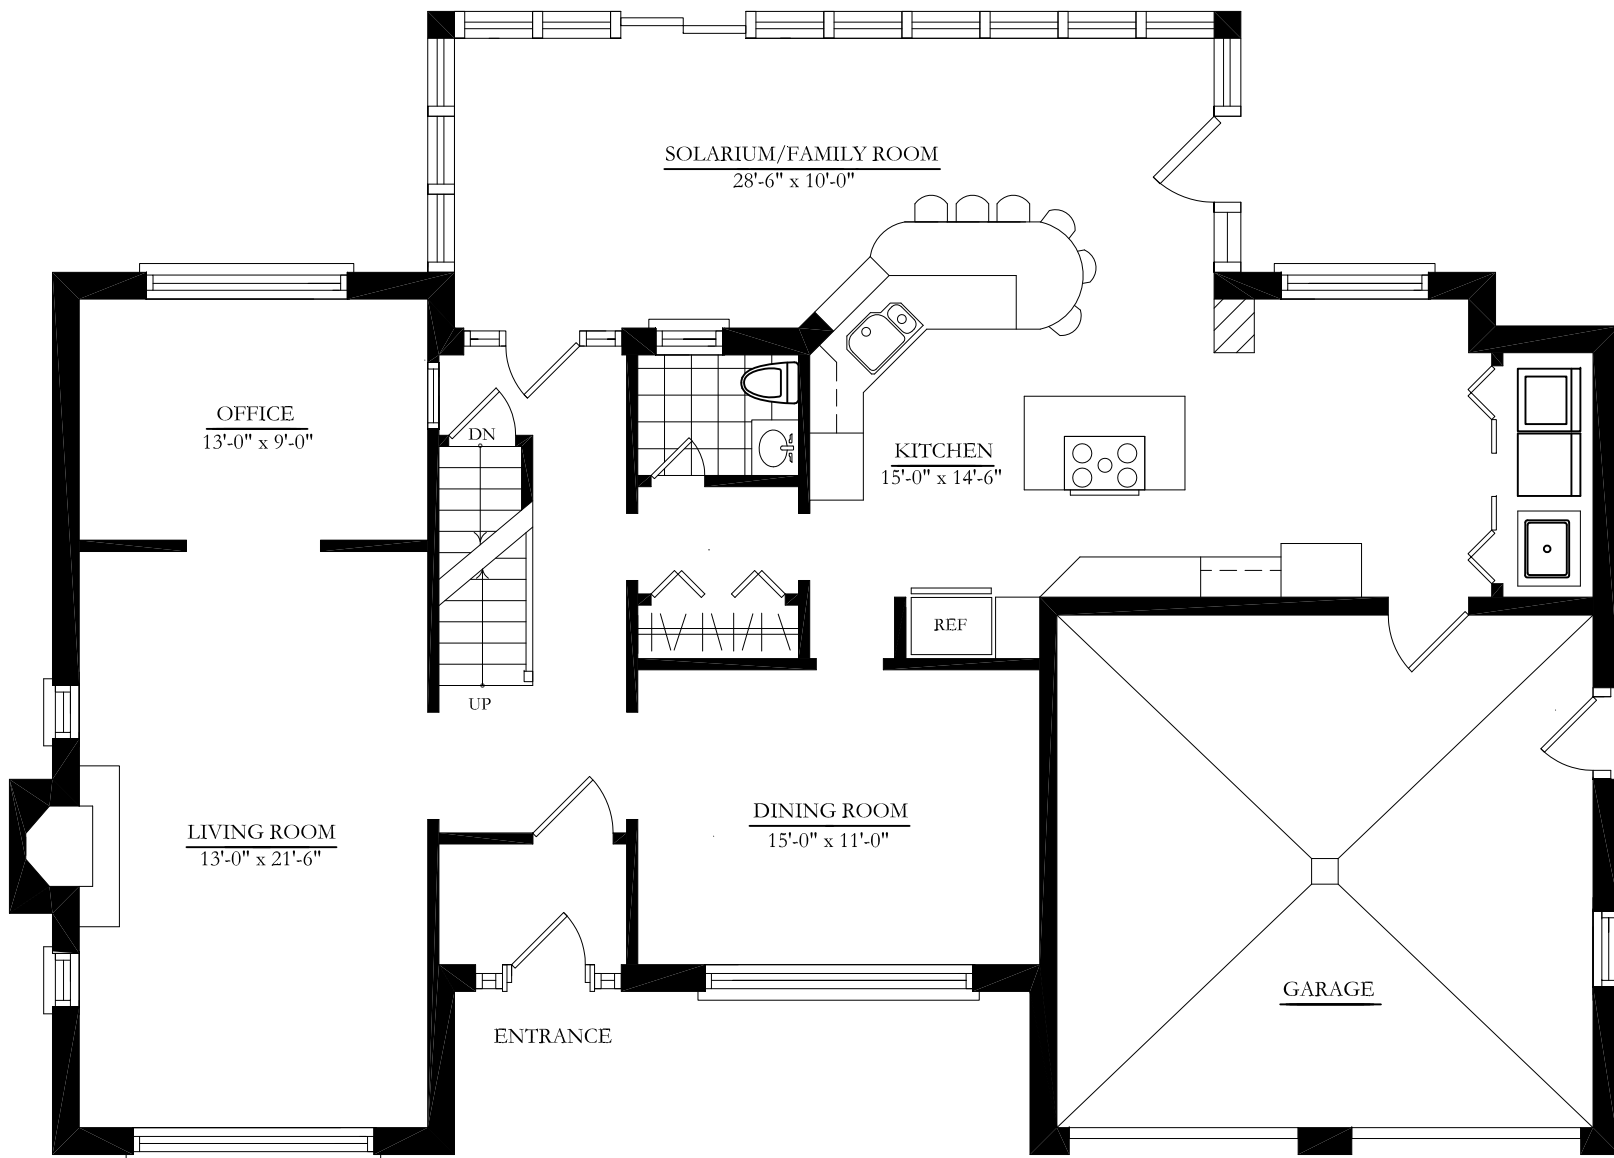 SOLARIUM/FAMILY ROOM
28'-6" x 10'-0"
OFFICE
13'-0" x 9'-0"
DN
KITCHEN
15'-0" x 14'-6"
REF
UP
LIVING ROOM
13'-0" x 21'-6"
DINING ROOM
15'-0" x 11'-0"
GARAGE
ENTRANCE